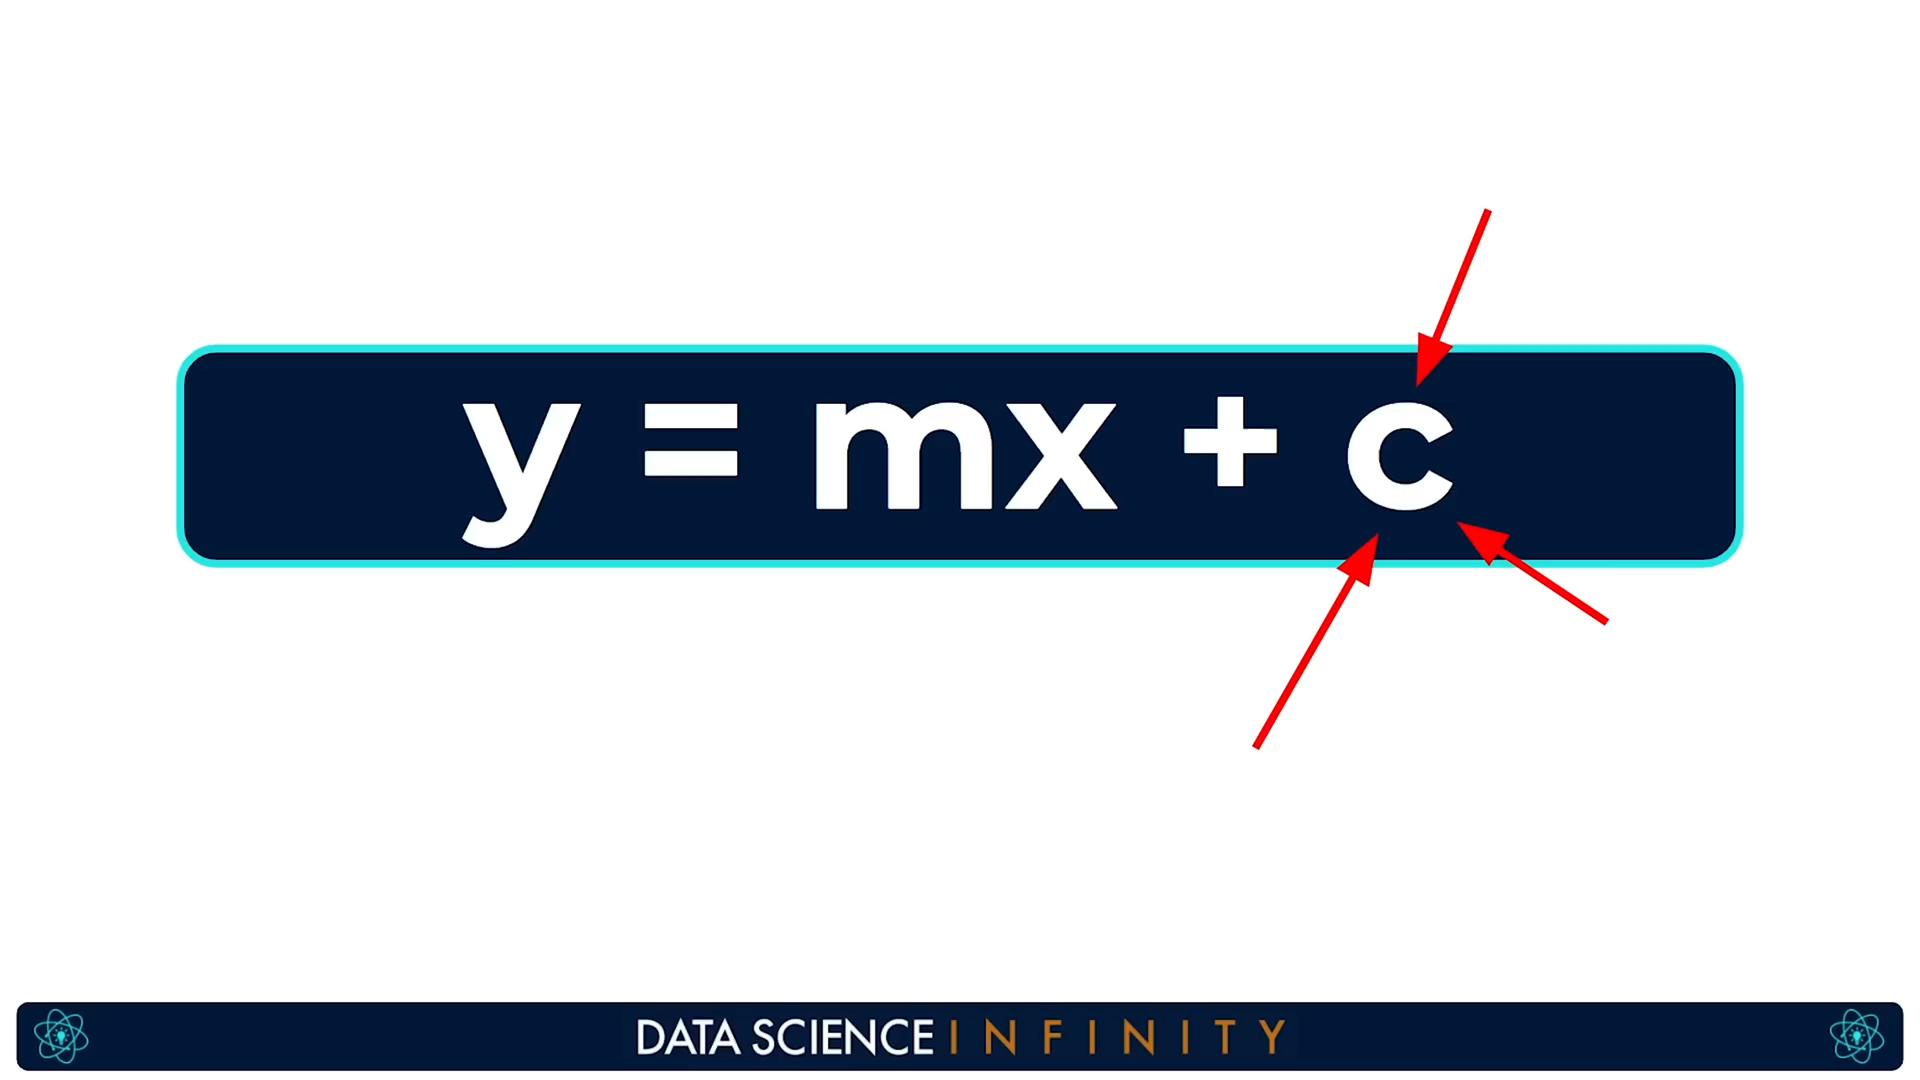 y = mx + c
DATA SCIENCE INFINITY